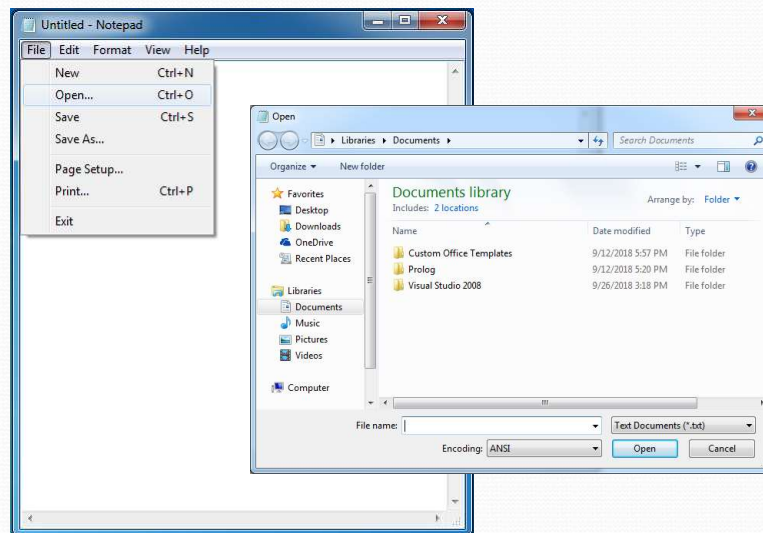 Untitled - Notepad
File Edit Format View Help
New Ctrl+N
Open... Ctrl+O
Save Ctrl+S
Save As...
Page Setup...
Print... Ctrl+P
Exit
Open
Libraries Documents
Search Documents
Organize New folder
Favorites
Desktop
Downloads
OneDrive
Recent Places
Libraries
Documents
Music
Pictures
Videos
Computer
Documents library
Includes: 2 locations
Arrange by: Folder
Name Date modified Type
Custom Office Templates 9/12/2018 5:57 PM File folder
Prolog 9/12/2018 5:20 PM File folder
Visual Studio 2008 9/26/2018 3:18 PM File folder
File name: Text Documents (*.txt)
Encoding: ANSI Open Cancel